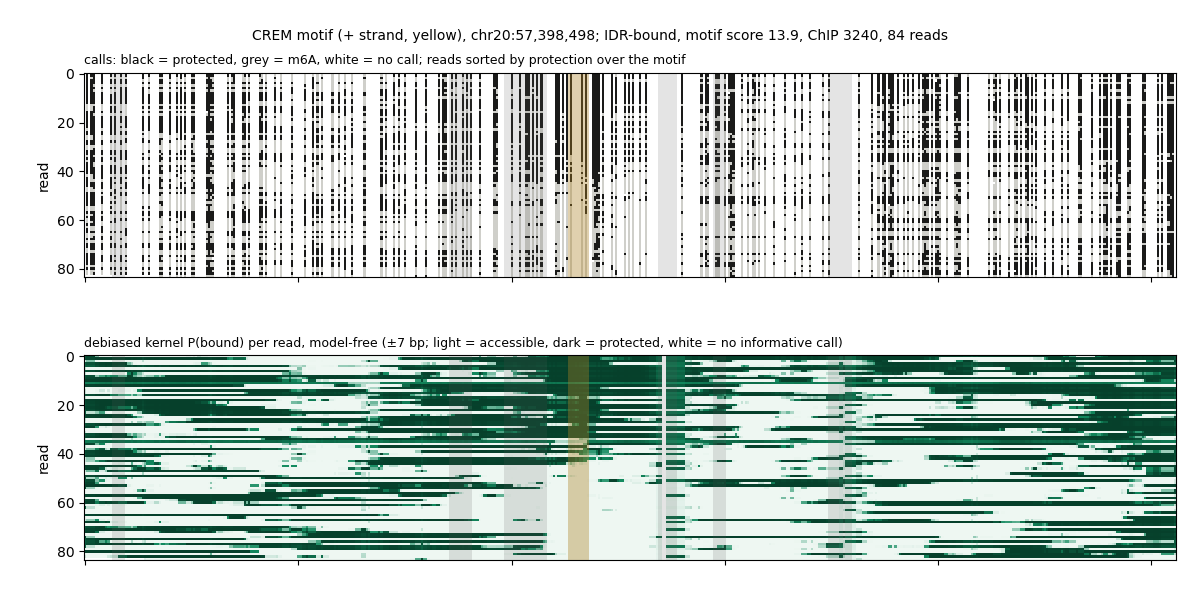 CREM motif (+ strand, yellow), chr20:57,398,498; IDR-bound, motif score 13.9, ChIP 3240, 84 reads
calls: black = protected, grey = m6A, white = no call; reads sorted by protection over the motif
0
20
40
60
80
read
debiased kernel P(bound) per read, model-free (±7 bp; light = accessible, dark = protected, white = no informative call)
0
20
40
60
80
read